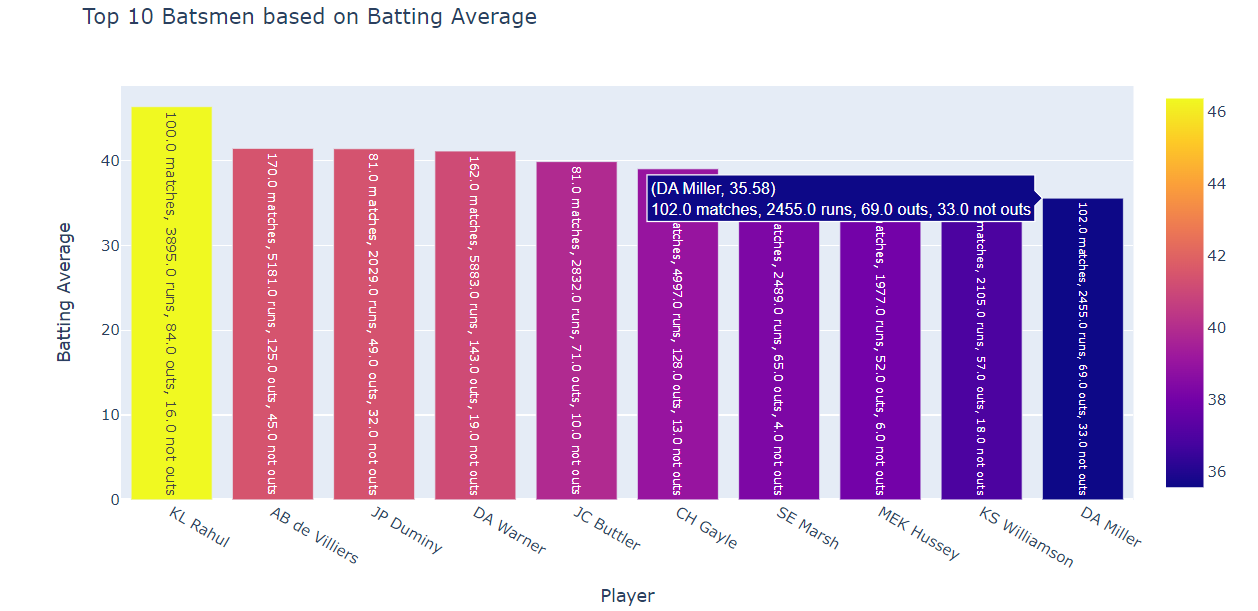 Top 10 Batsmen based on Batting Average
Batting Average
40
30
20
10
0
100.0 matches, 3895.0 runs, 84.0 outs, 16.0 not outs
170.0 matches, 5181.0 runs, 125.0 outs, 45.0 not outs
81.0 matches, 2029.0 runs, 49.0 outs, 32.0 not outs
162.0 matches, 5883.0 runs, 143.0 outs, 19.0 not outs
81.0 matches, 2832.0 runs, 71.0 outs, 10.0 not outs
4997.0 runs, 128.0 outs, 13.0 not outs
matches, 2489.0 runs, 65.0 outs, 4.0 not outs
matches, 1977.0 runs, 52.0 outs, 6.0 not outs
matches, 2105.0 runs, 57.0 outs, 18.0 not outs
102.0 matches, 2455.0 runs, 69.0 outs, 33.0 not outs
(DA Miller, 35.58)
102.0 matches, 2455.0 runs, 69.0 outs, 33.0 not outs
KL Rahul
AB de Villiers
JP Duminy
DA Warner
JC Buttler
CH Gayle
SE Marsh
MEK Hussey
KS Williamson
DA Miller
Player
46
44
42
40
38
36